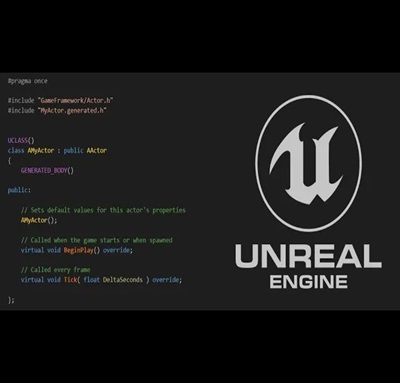 #pragma once
#include "GameFramework/Actor.h"
#include "MyActor.generated.h"
UCLASS()
class AMyActor : public AActor
{
GENERATED_BODY()
public:
// Sets default values for this actor's properties
AMyActor();
// Called when the game starts or when spawned
virtual void BeginPlay() override;
// Called every frame
virtual void Tick( float DeltaSeconds ) override;
};
U
UNREAL
ENGINE